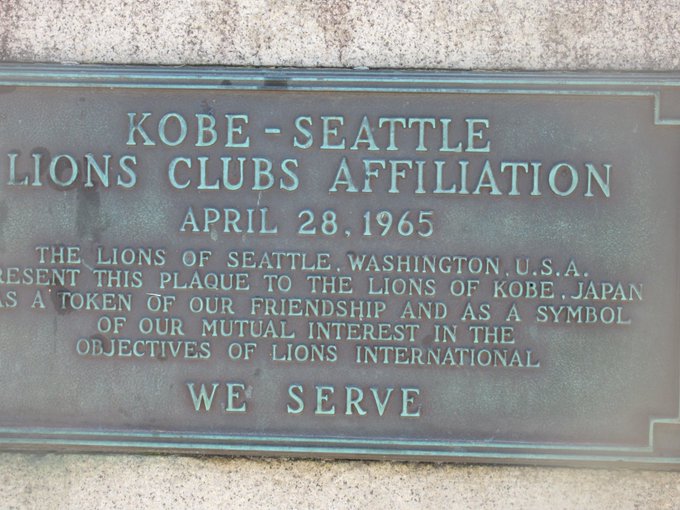 KOBE - SEATTLE
LIONS CLUBS AFFILIATION
APRIL 28, 1965
THE LIONS OF SEATTLE, WASHINGTON, U.S.A.
RESENT THIS PLAQUE TO THE LIONS OF KOBE, JAPAN
AS A TOKEN OF OUR FRIENDSHIP AND AS A SYMBOL
OF OUR MUTUAL INTEREST IN THE
OBJECTIVES OF LIONS INTERNATIONAL
WE SERVE